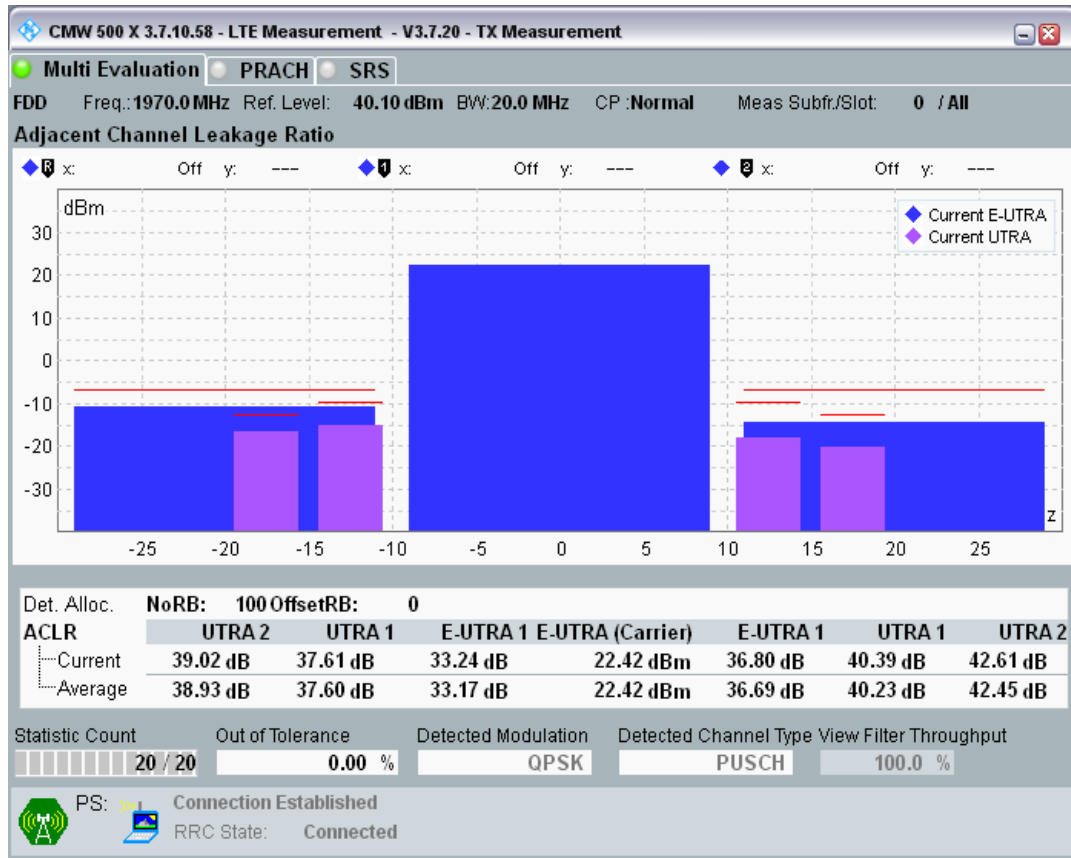 CMW 500 X 3.7.10.58 - LTE Measurement - V3.7.20 - TX Measurement
Multi Evaluation PRACH SRS
FDD Freq.:1970.0 MHz Ref. Level: 40.10 dBm BW:20.0 MHz CP :Normal Meas Subfr./Slot: 0 / All
Adjacent Channel Leakage Ratio
R x: Off y: --- 1 x: Off y: --- 2 x: Off y: ---
dBm
Current E-UTRA
Current UTRA
30
20
10
0
-10
-20
-30
z
-25 -20 -15 -10 -5 0 5 10 15 20 25
Det. Alloc. NoRB: 100 OffsetRB: 0
ACLR UTRA 2 UTRA 1 E-UTRA 1 E-UTRA (Carrier) E-UTRA 1 UTRA 1 UTRA 2
Current 39.02 dB 37.61 dB 33.24 dB 22.42 dBm 36.80 dB 40.39 dB 42.61 dB
Average 38.93 dB 37.60 dB 33.17 dB 22.42 dBm 36.69 dB 40.23 dB 42.45 dB
Statistic Count Out of Tolerance Detected Modulation Detected Channel Type View Filter Throughput
20 / 20 0.00 % QPSK PUSCH 100.0 %
PS: Connection Established
RRC State: Connected